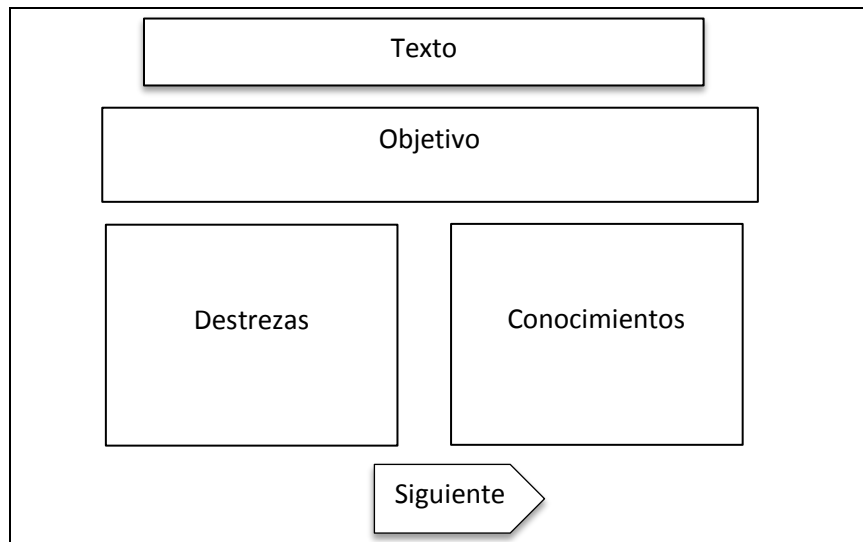 Texto
Objetivo
Destrezas
Conocimientos
Siguiente